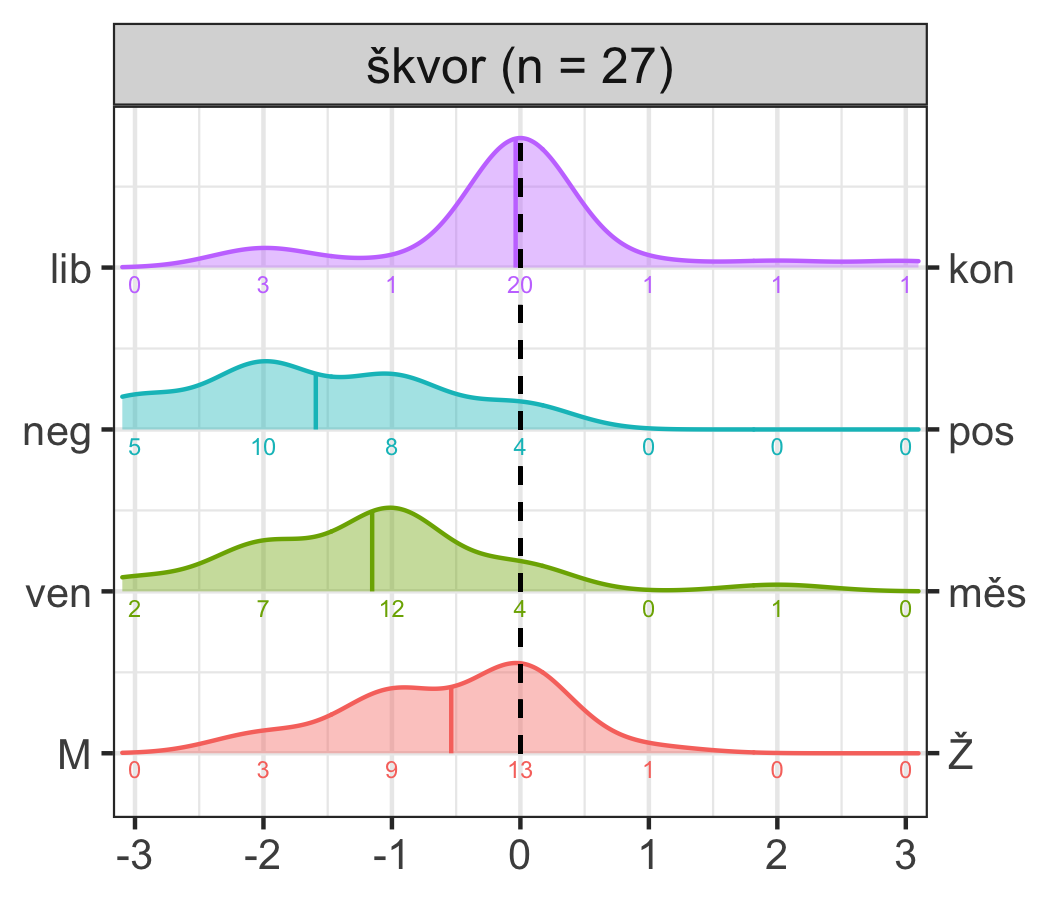 škvor (n = 27)
lib kon
0 3 1 20 1 1 1
neg pos
5 10 8 4 0 0 0
ven měs
2 7 12 4 0 1 0
M Ž
0 3 9 13 1 0 0
-3 -2 -1 0 1 2 3